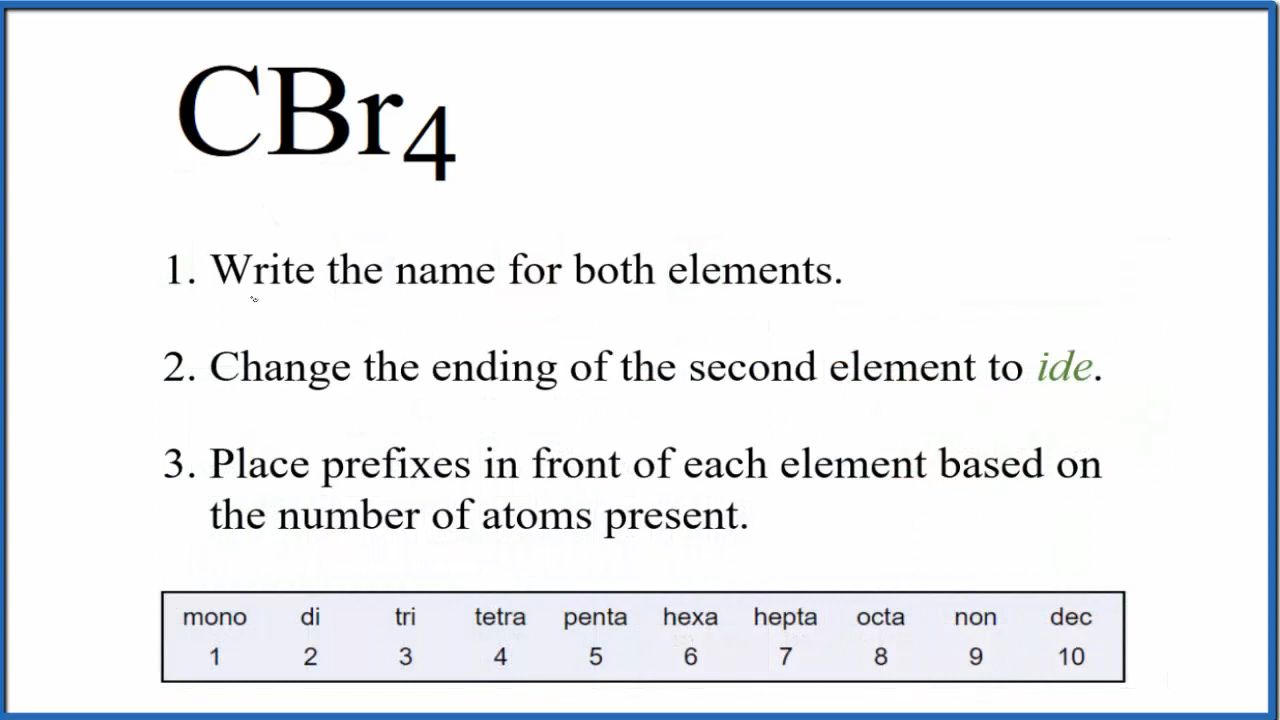 CBr4
1. Write the name for both elements.
2. Change the ending of the second element to ide.
3. Place prefixes in front of each element based on
the number of atoms present.
mono di tri tetra penta hexa hepta octa non dec
1 2 3 4 5 6 7 8 9 10